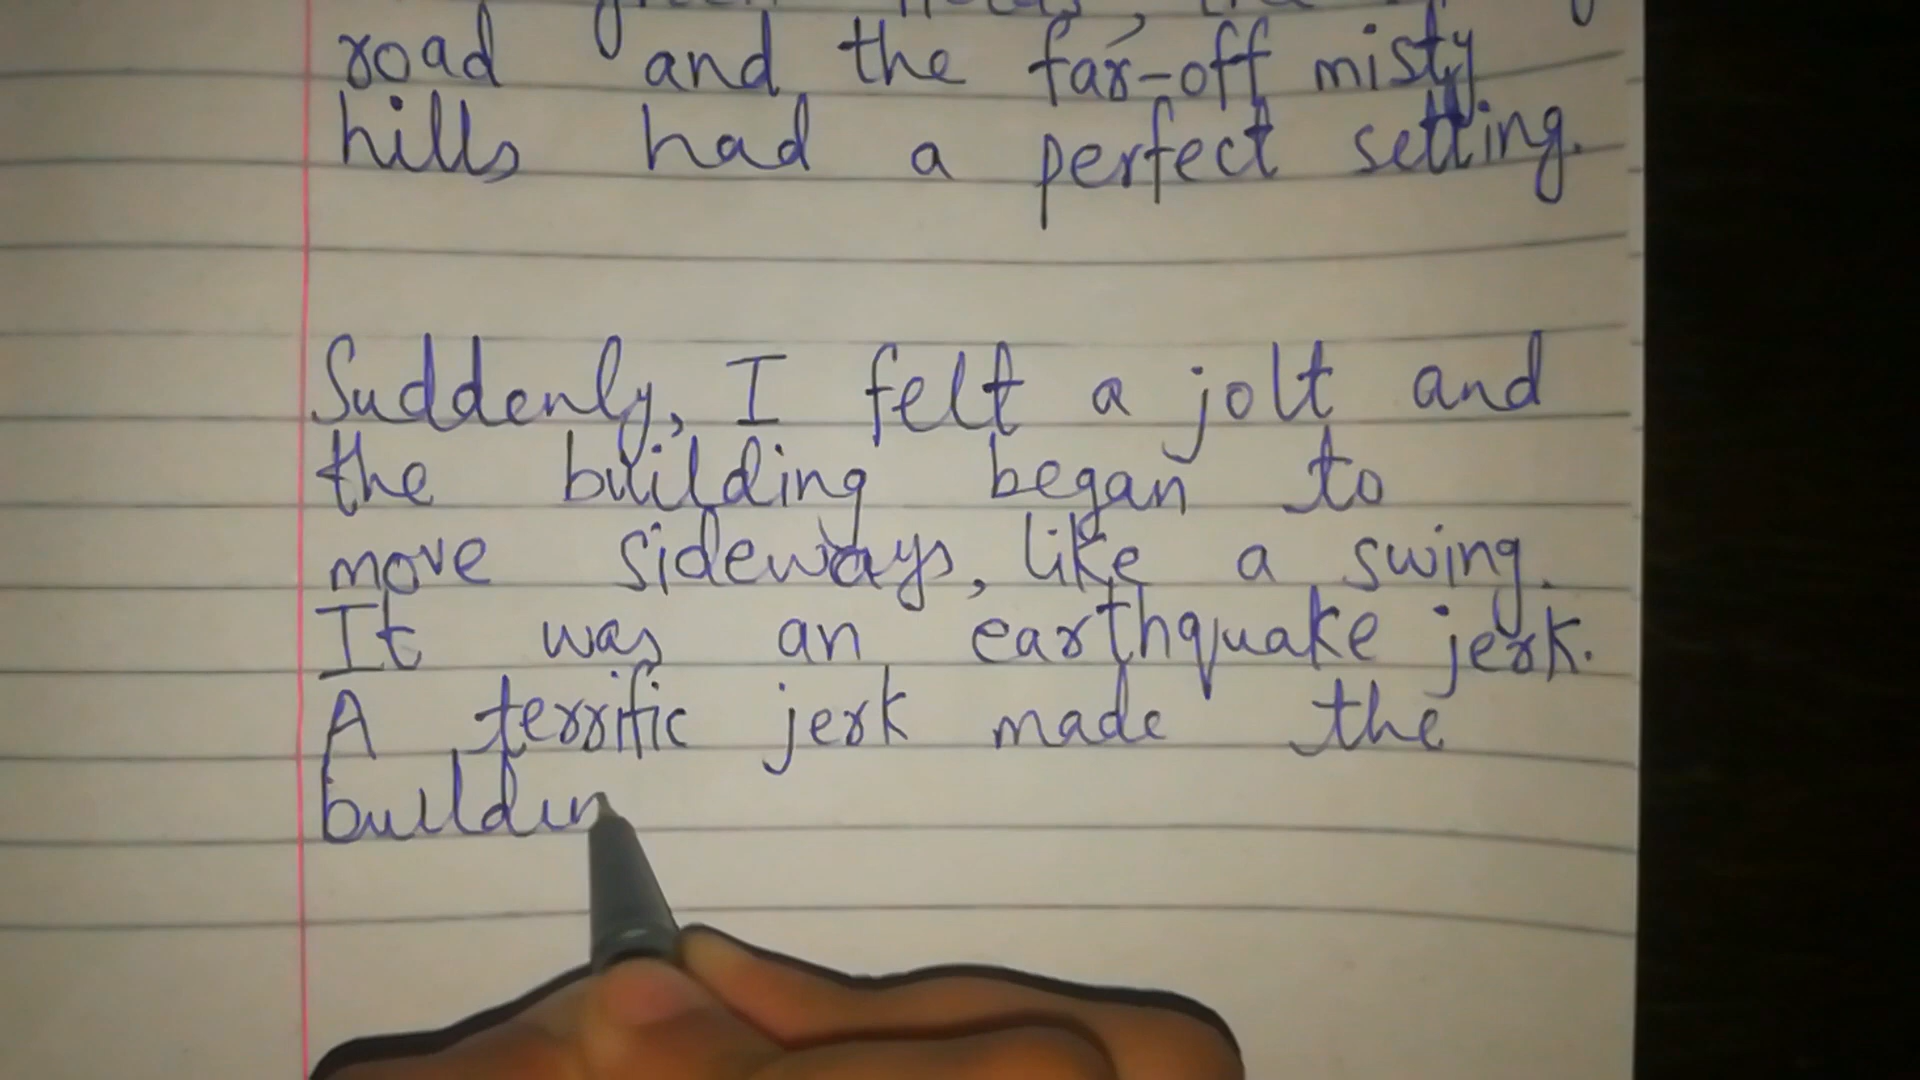 road and the far-off misty
hills had a perfect setting.
Suddenly, I felt a jolt and
the building began to
move sideways, like a swing.
It was an earthquake jerk.
A terrific jerk made the
buildin